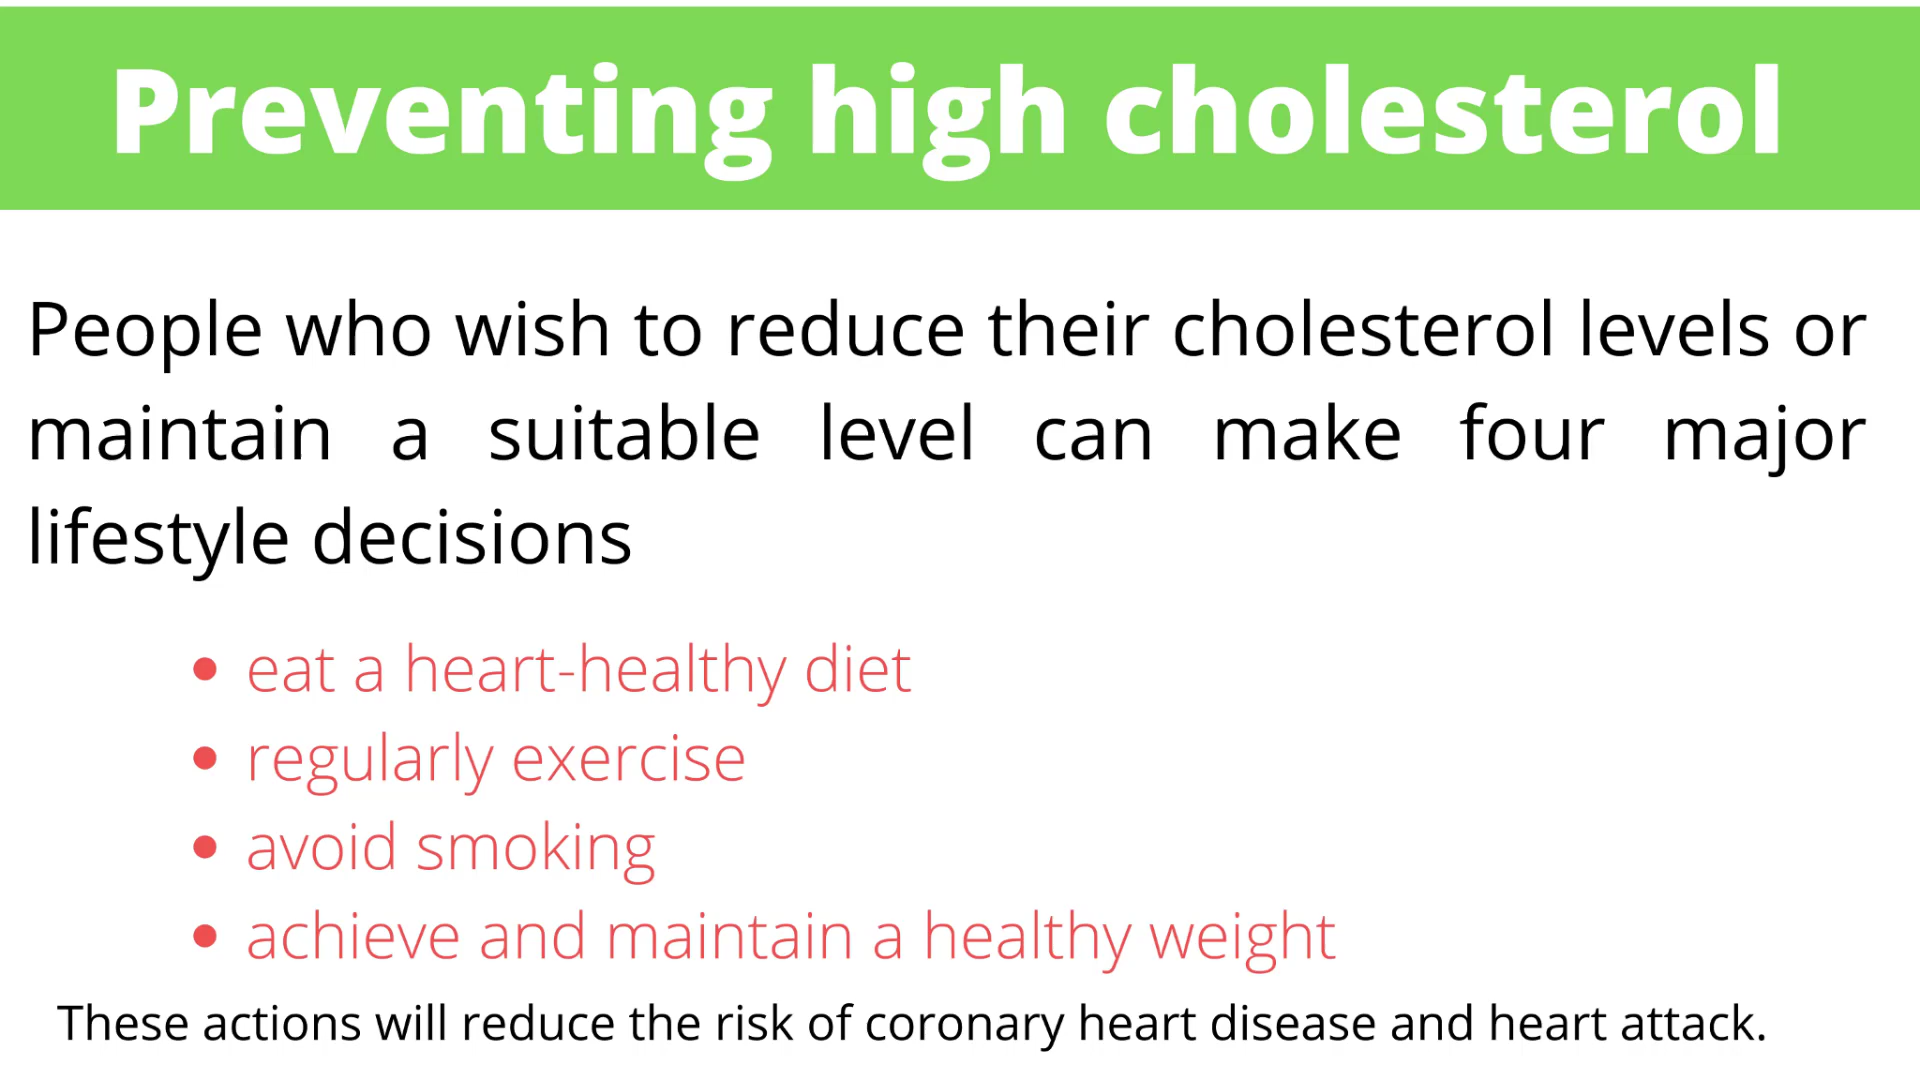 Preventing high cholesterol
People who wish to reduce their cholesterol levels or
maintain a suitable level can make four major
lifestyle decisions
• eat a heart-healthy diet
• regularly exercise
• avoid smoking
• achieve and maintain a healthy weight
These actions will reduce the risk of coronary heart disease and heart attack.